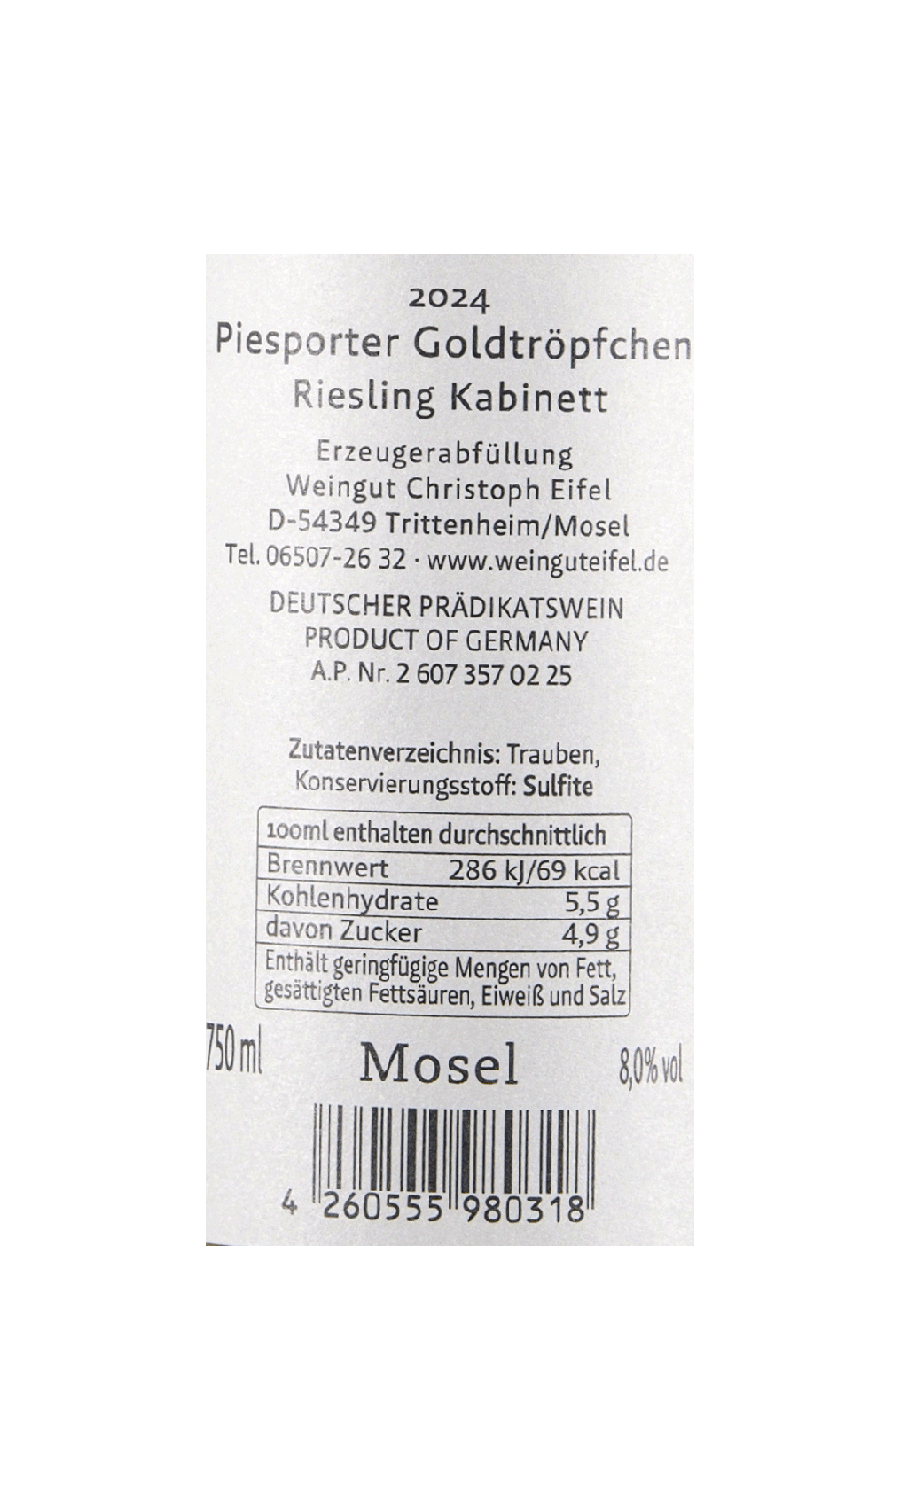 2024
Piesporter Goldtröpfchen
Riesling Kabinett
Erzeugerabfüllung
Weingut Christoph Eifel
D-54349 Trittenheim/Mosel
Tel. 06507-26 32 · www.weinguteifel.de
DEUTSCHER PRÄDIKATSWEIN
PRODUCT OF GERMANY
A.P. Nr. 2 607 357 02 25
Zutatenverzeichnis: Trauben,
Konservierungsstoff: Sulfite
100ml enthalten durchschnittlich
Brennwert 286 kJ/69 kcal
Kohlenhydrate 5,5 g
davon Zucker 4,9 g
Enthält geringfügige Mengen von Fett,
gesättigten Fettsäuren, Eiweiß und Salz
750 ml Mosel 8,0% vol
4 260555 980318